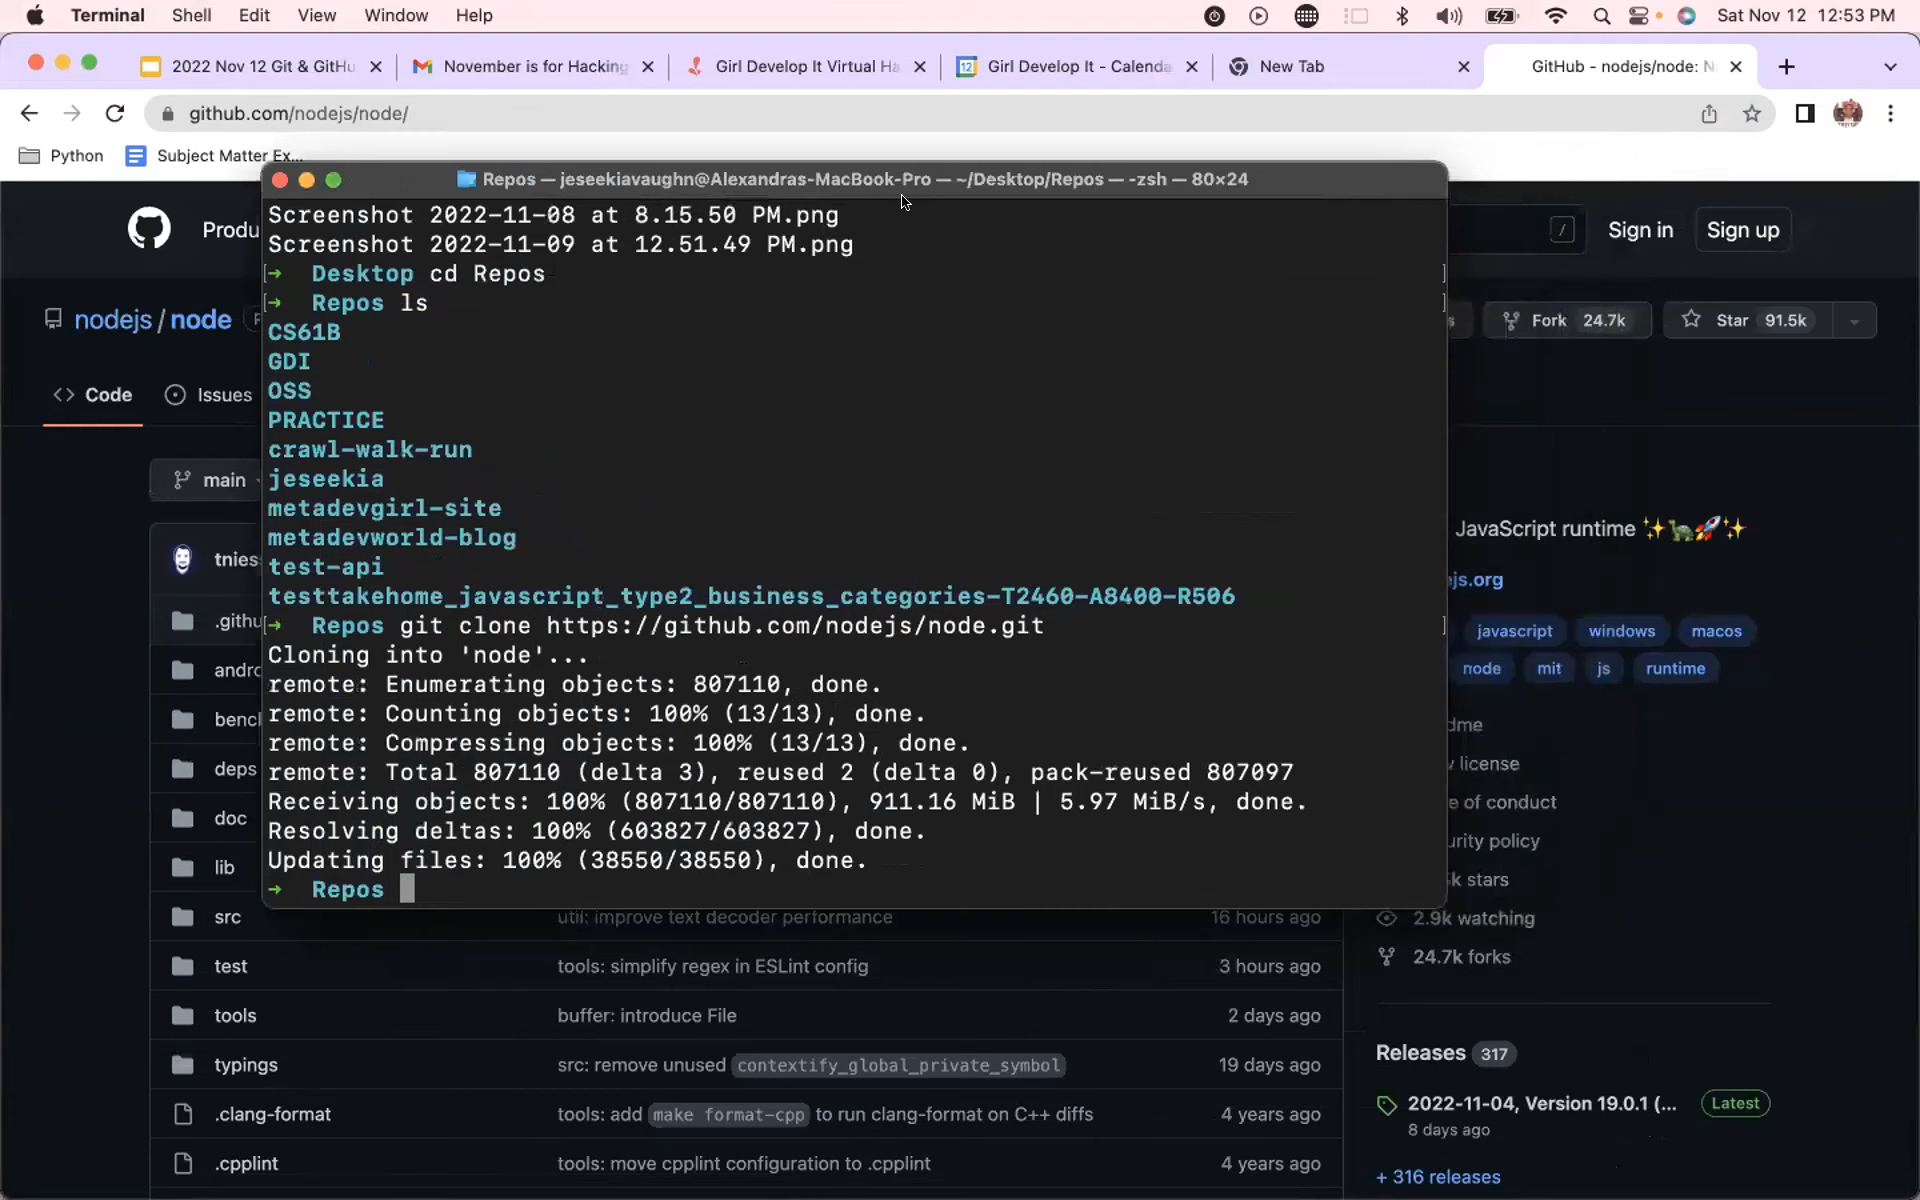 Terminal Shell Edit View Window Help Sat Nov 12 12:53 PM
2022 Nov 12 Git & GitHu November is for Hacking Girl Develop It Virtual Ha Girl Develop It - Calenda 12 New Tab GitHub - nodejs/node: N
github.com/nodejs/node/
Python Subject Matter Ex...
Repos — jeseekiavaughn@Alexandras-MacBook-Pro — ~/Desktop/Repos — -zsh — 80×24
Screenshot 2022-11-08 at 8.15.50 PM.png
Screenshot 2022-11-09 at 12.51.49 PM.png
[→ Desktop cd Repos ]
[→ Repos ls ]
CS61B
GDI
OSS
PRACTICE
crawl-walk-run
jeseekia
metadevgirl-site
metadevworld-blog
test-api
testtakehome_javascript_type2_business_categories-T2460-A8400-R506
[→ Repos git clone https://github.com/nodejs/node.git ]
Cloning into 'node'...
remote: Enumerating objects: 807110, done.
remote: Counting objects: 100% (13/13), done.
remote: Compressing objects: 100% (13/13), done.
remote: Total 807110 (delta 3), reused 2 (delta 0), pack-reused 807097
Receiving objects: 100% (807110/807110), 911.16 MiB | 5.97 MiB/s, done.
Resolving deltas: 100% (603827/603827), done.
Updating files: 100% (38550/38550), done.
→ Repos
Produ / Sign in Sign up
nodejs / node Fork 24.7k Star 91.5k
<> Code Issues
main
tnies
.githu
andro
benc
deps
doc
lib
src util: improve text decoder performance 16 hours ago
test tools: simplify regex in ESLint config 3 hours ago
tools buffer: introduce File 2 days ago
typings src: remove unused contextify_global_private_symbol 19 days ago
.clang-format tools: add make format-cpp to run clang-format on C++ diffs 4 years ago
.cpplint tools: move cpplint configuration to .cpplint 4 years ago
JavaScript runtime ✨🐢🚀✨
js.org
javascript windows macos
node mit js runtime
dme
license
e of conduct
urity policy
k stars
2.9k watching
24.7k forks
Releases 317
2022-11-04, Version 19.0.1 (... Latest
8 days ago
+ 316 releases